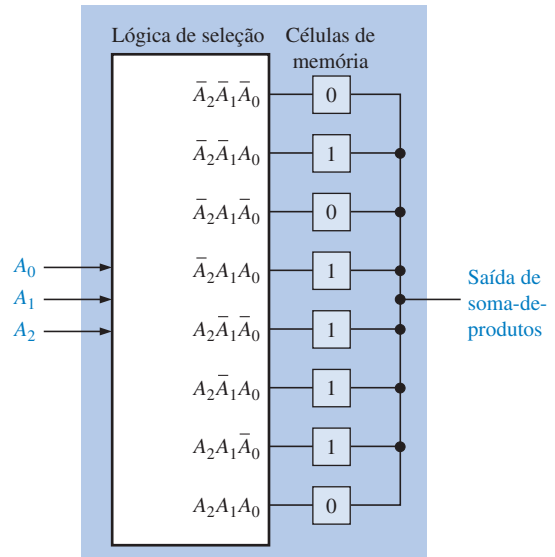 Lógica de seleção
Células de
memória
A̅₂A̅₁A̅₀ 0
A̅₂A̅₁A₀ 1
A̅₂A₁A̅₀ 0
A̅₂A₁A₀ 1
A₂A̅₁A̅₀ 1
A₂A̅₁A₀ 1
A₂A₁A̅₀ 1
A₂A₁A₀ 0
A₀
A₁
A₂
Saída de
soma-de-
produtos